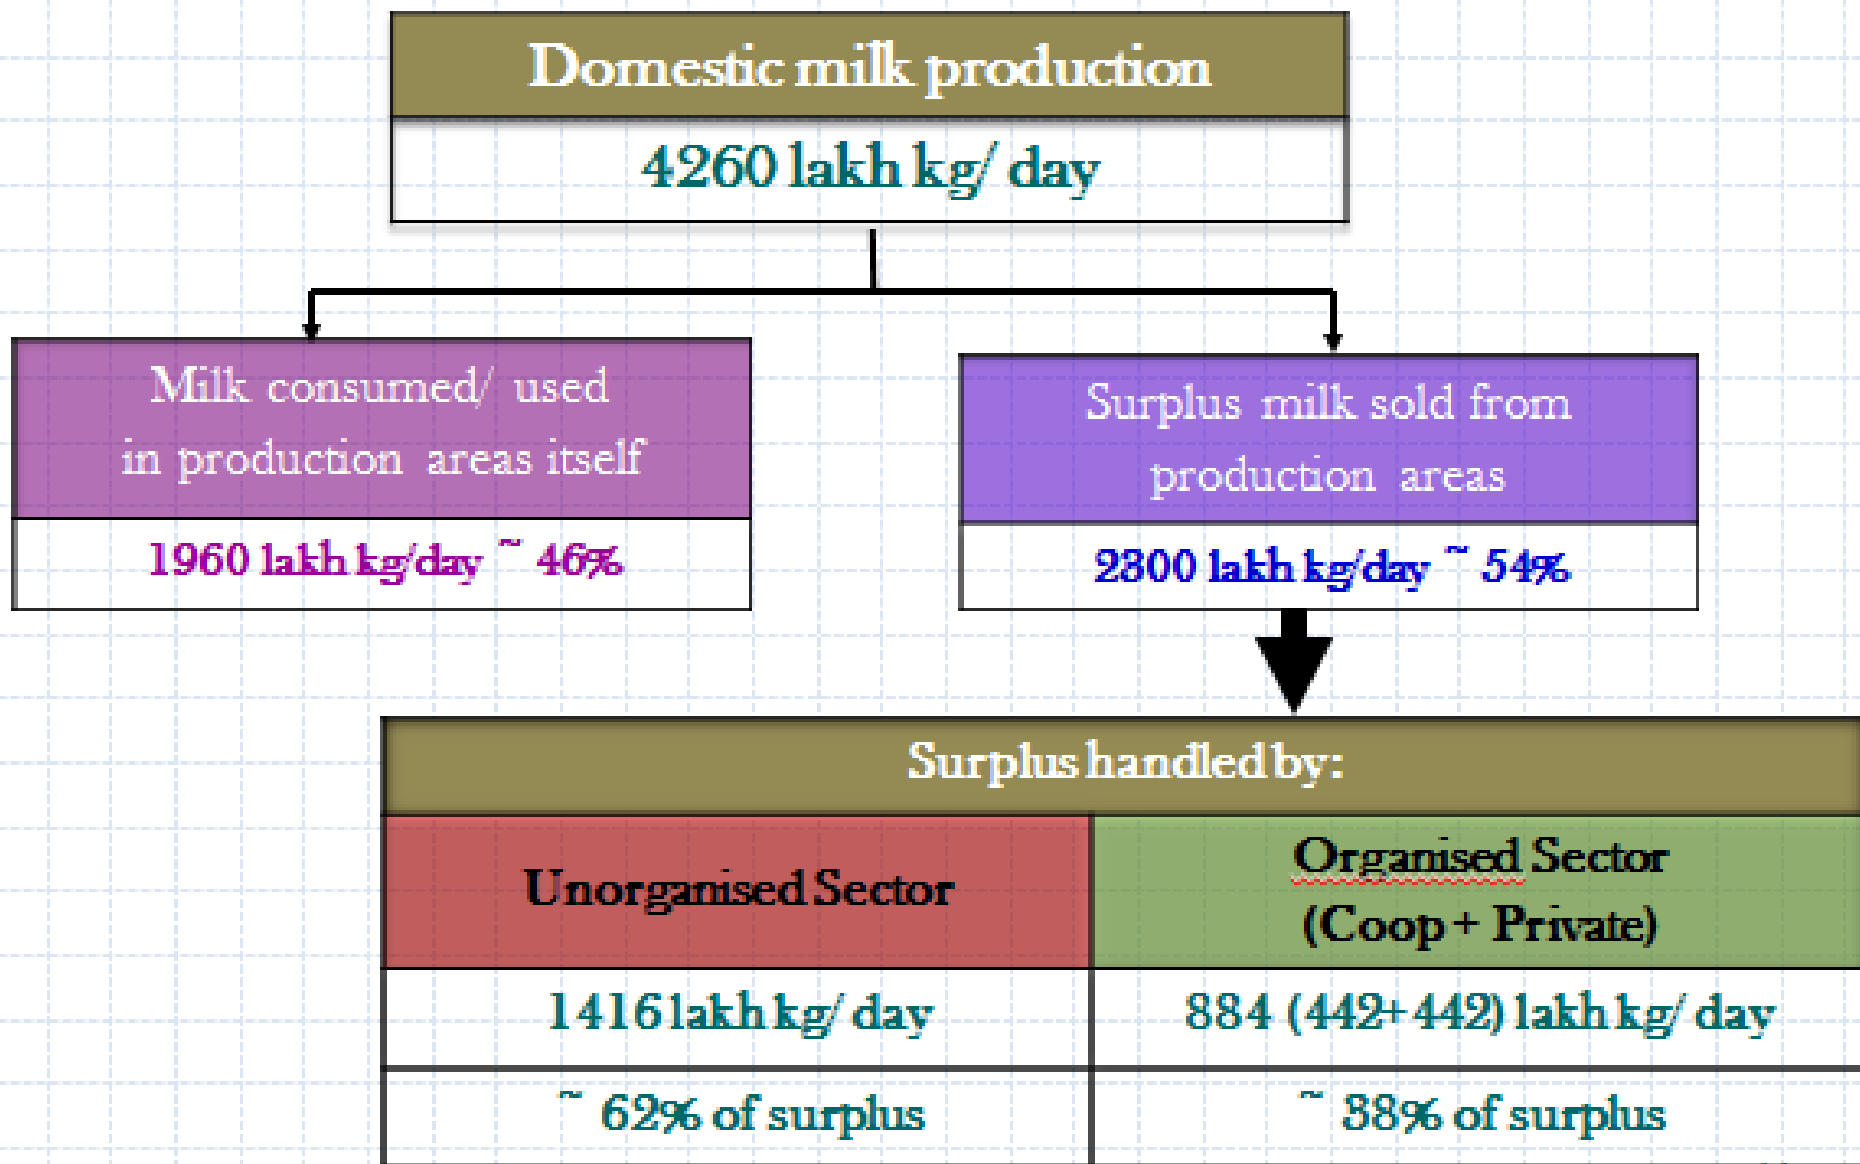 Domestic milk production
4260 lakh kg/ day
Milk consumed/ used
in production areas itself
1960 lakh kg/day ~ 46%
Surplus milk sold from
production areas
2300 lakh kg/day ~ 54%
Surplus handled by:
Unorganised Sector
Organised Sector
(Coop + Private)
1416 lakh kg/ day
884 (442+442) lakh kg/ day
~ 62% of surplus
~ 38% of surplus